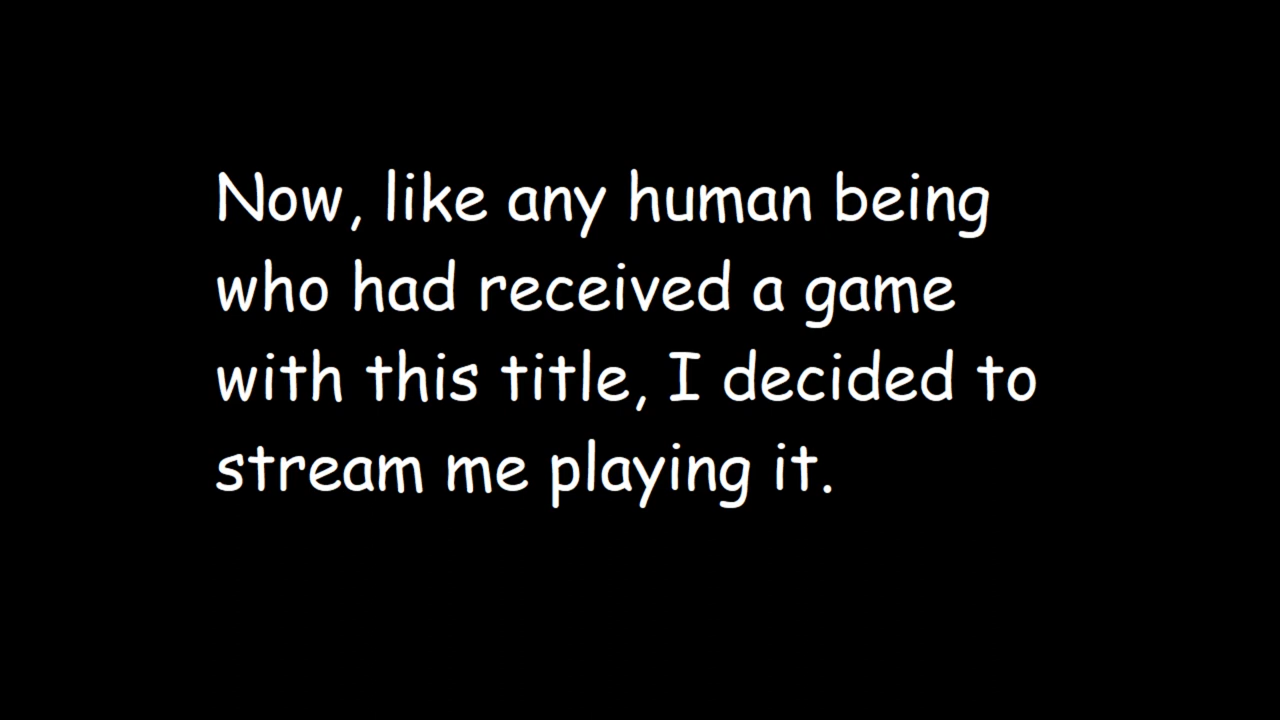 Now, like any human being
who had received a game
with this title, I decided to
stream me playing it.